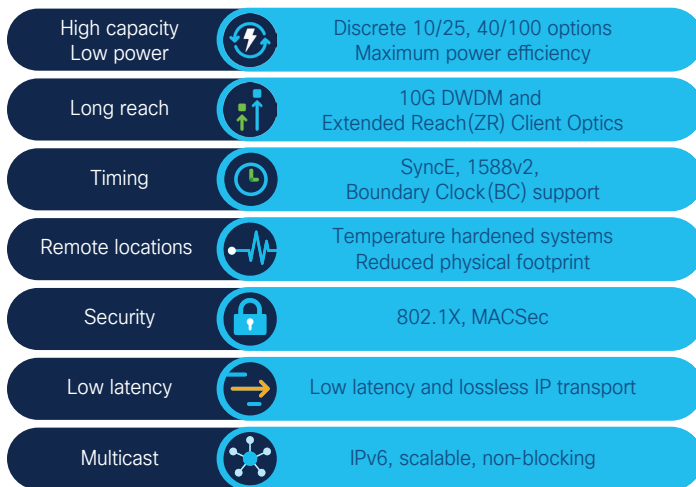 High capacity
Low power
Discrete 10/25, 40/100 options
Maximum power efficiency
Long reach
10G DWDM and
Extended Reach(ZR) Client Optics
Timing
SyncE, 1588v2,
Boundary Clock(BC) support
Remote locations
Temperature hardened systems
Reduced physical footprint
Security
802.1X, MACSec
Low latency
Low latency and lossless IP transport
Multicast
IPv6, scalable, non-blocking